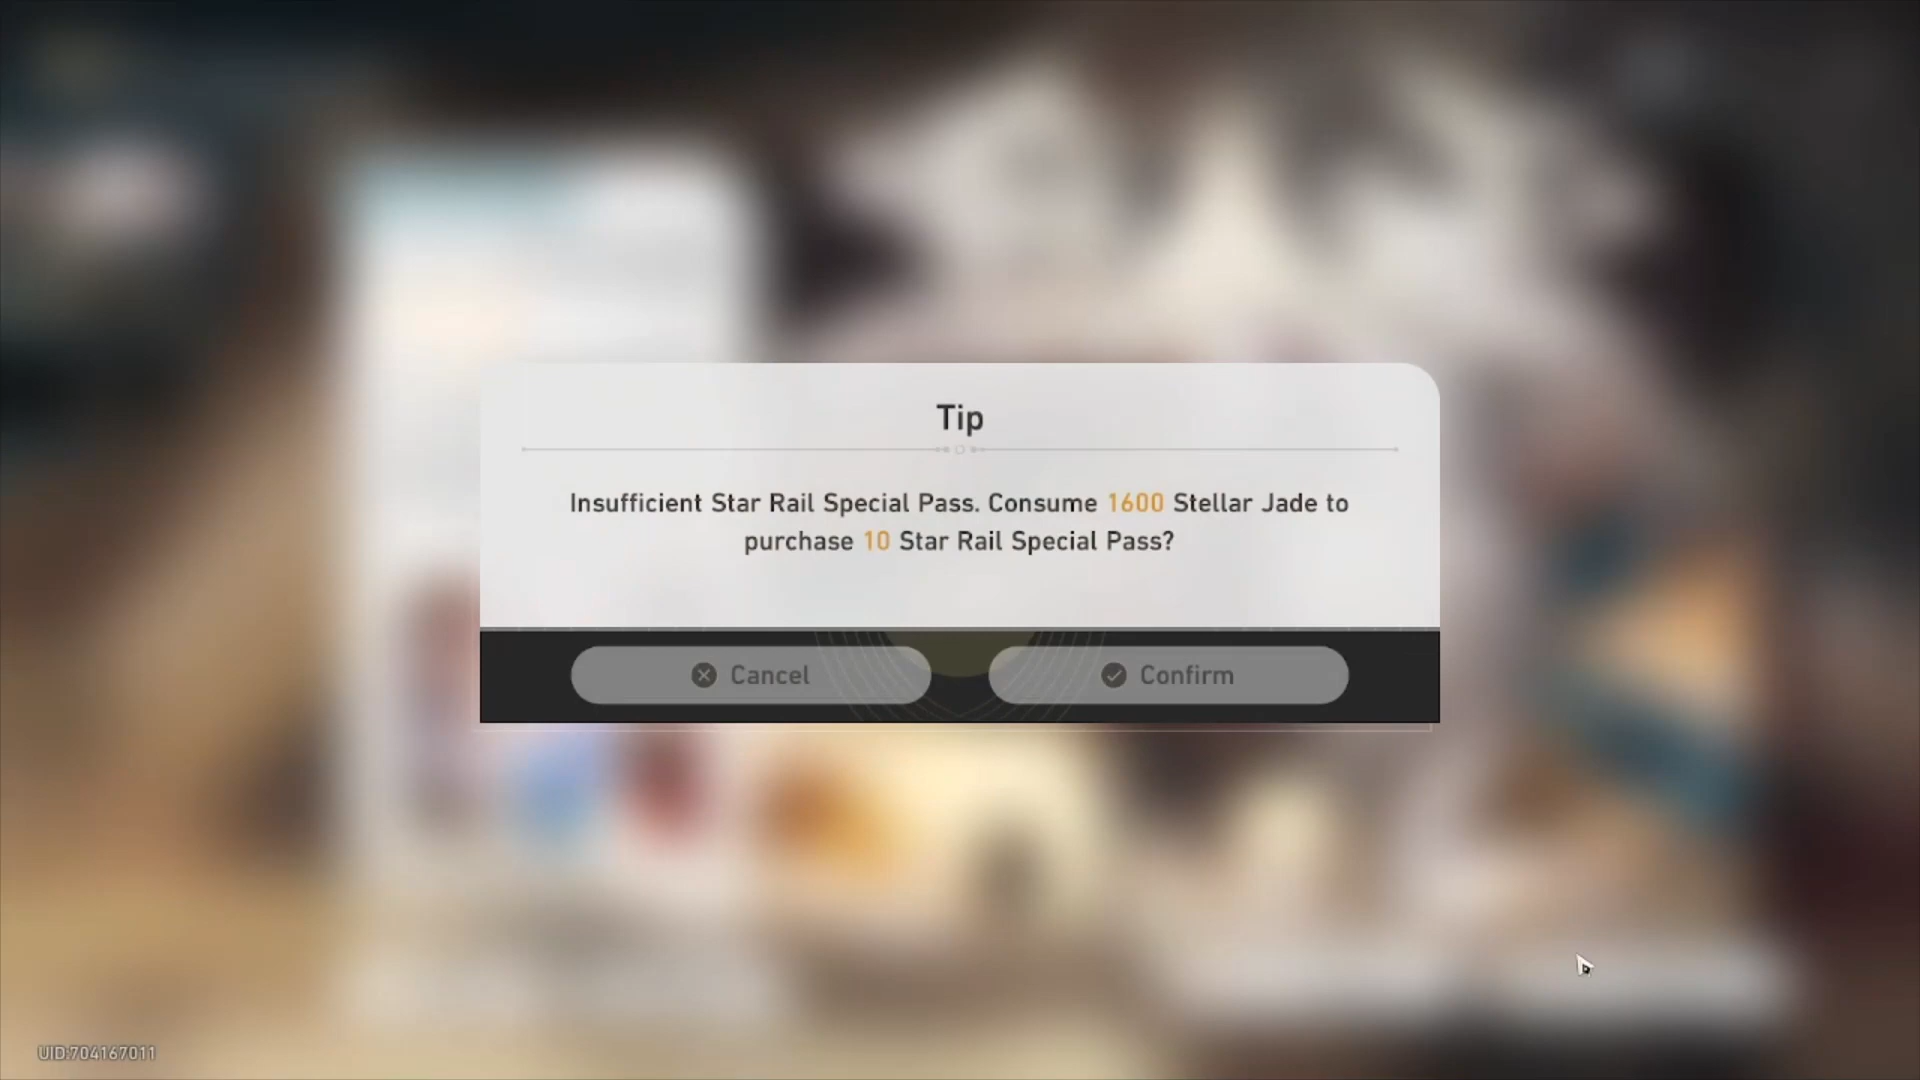 Tip
Insufficient Star Rail Special Pass. Consume 1600 Stellar Jade to
purchase 10 Star Rail Special Pass?
Cancel
Confirm
UID:704167011